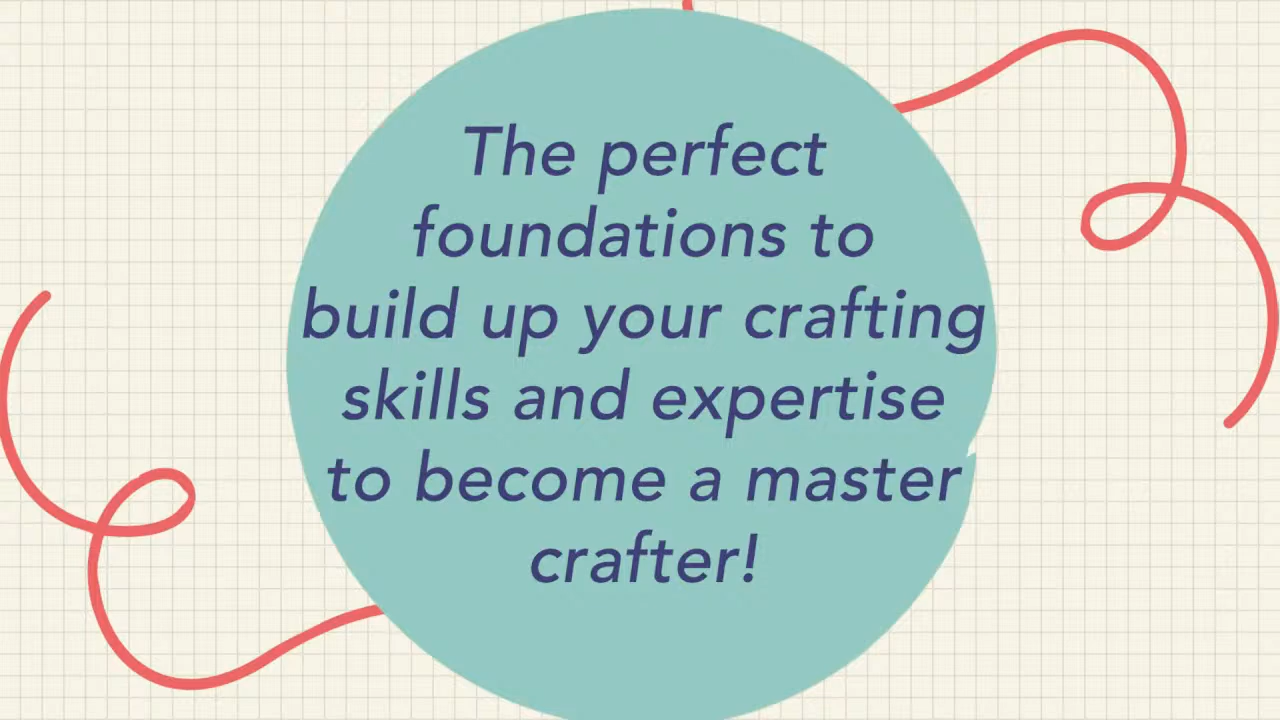 The perfect
foundations to
build up your crafting
skills and expertise
to become a master
crafter!